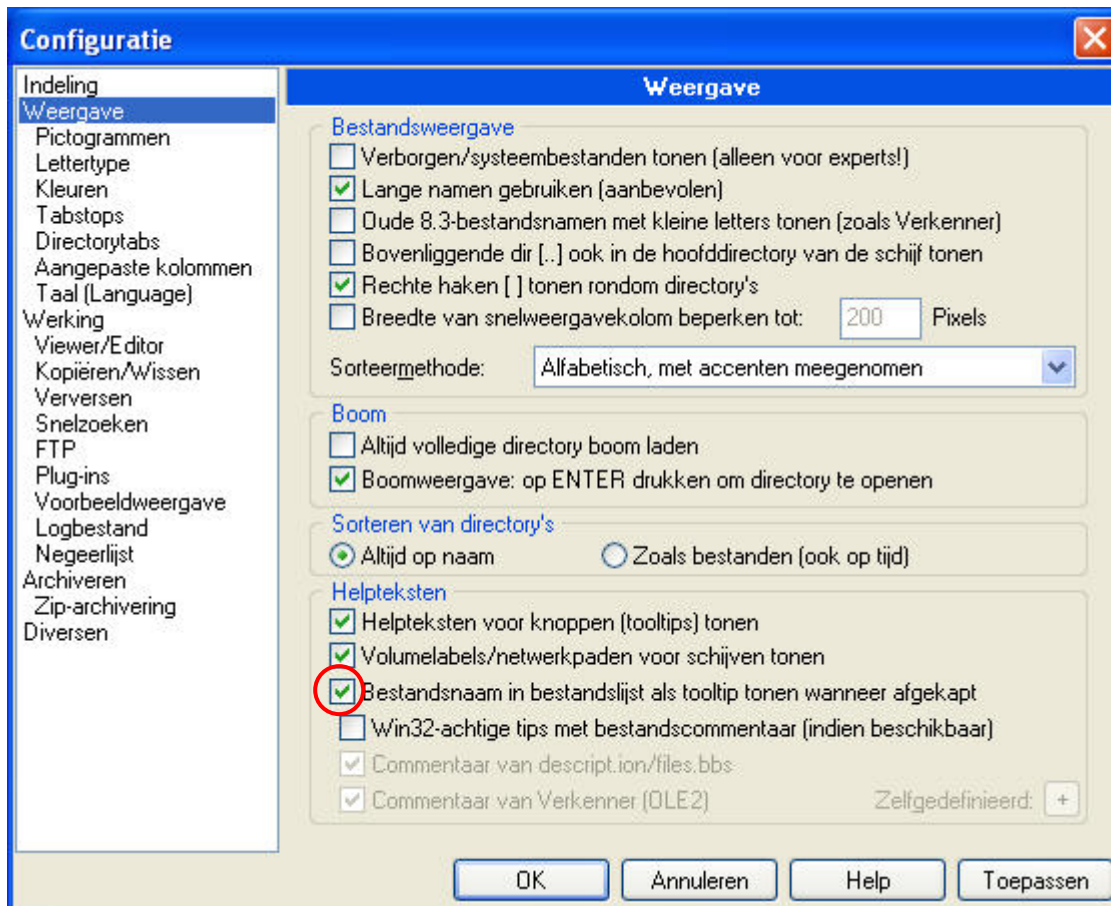 Configuratie
Indeling
Weergave
Pictogrammen
Lettertype
Kleuren
Tabstops
Directorytabs
Aangepaste kolommen
Taal (Language)
Werking
Viewer/Editor
Kopiëren/Wissen
Verversen
Snelzoeken
FTP
Plug-ins
Voorbeeldweergave
Logbestand
Negeerlijst
Archiveren
Zip-archivering
Diversen
Weergave
Bestandsweergave
Verborgen/systeembestanden tonen (alleen voor experts!)
Lange namen gebruiken (aanbevolen)
Oude 8.3-bestandsnamen met kleine letters tonen (zoals Verkenner)
Bovenliggende dir [..] ook in de hoofddirectory van de schijf tonen
Rechte haken [ ] tonen rondom directory's
Breedte van snelweergavekolom beperken tot: 200 Pixels
Sorteermethode: Alfabetisch, met accenten meegenomen
Boom
Altijd volledige directory boom laden
Boomweergave: op ENTER drukken om directory te openen
Sorteren van directory's
Altijd op naam Zoals bestanden (ook op tijd)
Helpteksten
Helpteksten voor knoppen (tooltips) tonen
Volumelabels/netwerkpaden voor schijven tonen
Bestandsnaam in bestandslijst als tooltip tonen wanneer afgekapt
Win32-achtige tips met bestandscommentaar (indien beschikbaar)
Commentaar van descript.ion/files.bbs
Commentaar van Verkenner (OLE2) Zelfgedefinieerd: +
OK Annuleren Help Toepassen